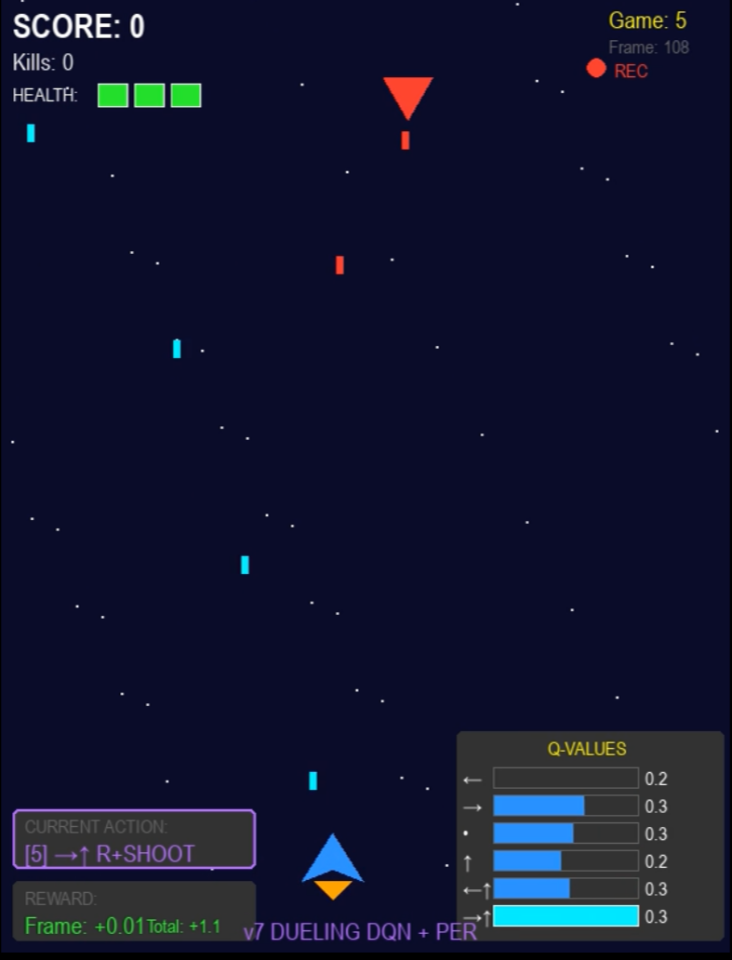 SCORE: 0
Game: 5
Kills: 0
Frame: 108
REC
HEALTH:
Q-VALUES
← 0.2
→ 0.3
• 0.3
↑ 0.2
←↑ 0.3
→↑ 0.3
CURRENT ACTION:
[5] →↑ R+SHOOT
REWARD:
Frame: +0.01 Total: +1.1
v7 DUELING DQN + PER